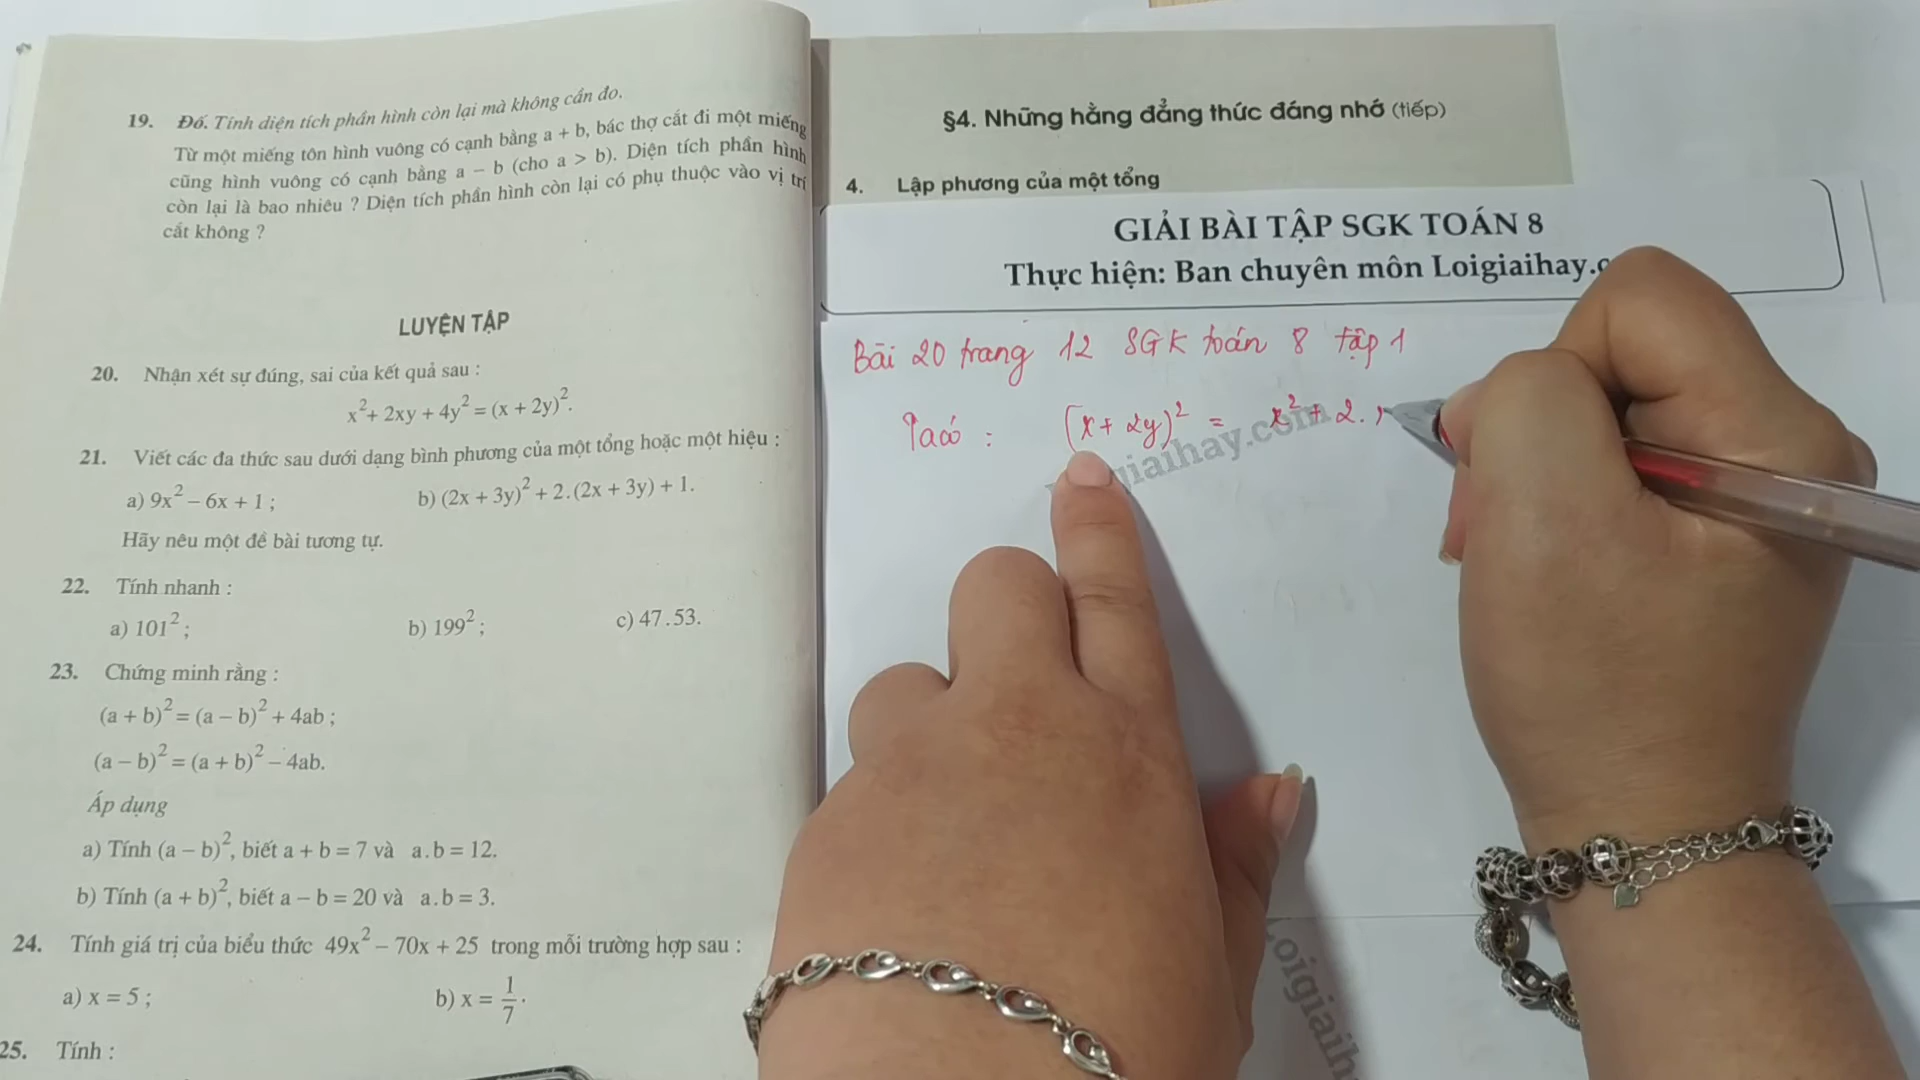 19. Đố. Tính diện tích phần hình còn lại mà không cần đo.
Từ một miếng tôn hình vuông có cạnh bằng a + b, bác thợ cắt đi một miếng
cũng hình vuông có cạnh bằng a – b (cho a > b). Diện tích phần hình
còn lại là bao nhiêu ? Diện tích phần hình còn lại có phụ thuộc vào vị trí
cắt không ?
LUYỆN TẬP
20. Nhận xét sự đúng, sai của kết quả sau :
x² + 2xy + 4y² = (x + 2y)².
21. Viết các đa thức sau dưới dạng bình phương của một tổng hoặc một hiệu :
a) 9x² – 6x + 1 ; b) (2x + 3y)² + 2.(2x + 3y) + 1.
Hãy nêu một đề bài tương tự.
22. Tính nhanh :
a) 101² ; b) 199² ; c) 47.53.
23. Chứng minh rằng :
(a + b)² = (a – b)² + 4ab ;
(a – b)² = (a + b)² – 4ab.
Áp dụng
a) Tính (a – b)², biết a + b = 7 và a.b = 12.
b) Tính (a + b)², biết a – b = 20 và a.b = 3.
24. Tính giá trị của biểu thức 49x² – 70x + 25 trong mỗi trường hợp sau :
a) x = 5 ; b) x = 1/7.
25. Tính :
§4. Những hằng đẳng thức đáng nhớ (tiếp)
4. Lập phương của một tổng
GIẢI BÀI TẬP SGK TOÁN 8
Thực hiện: Ban chuyên môn Loigiaihay.c
Bài 20 trang 12 SGK toán 8 tập 1
Ta có : (x + 2y)² = x² + 2.
giaihay.com
Loigiaih